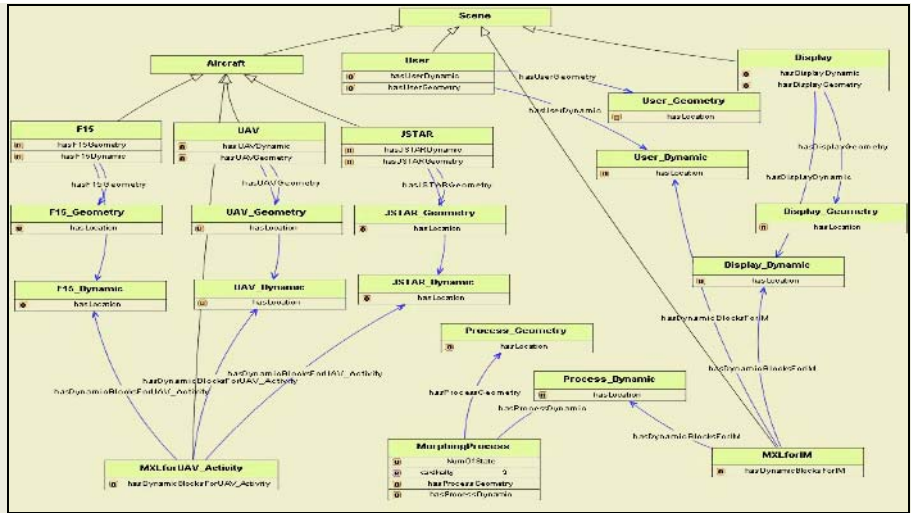 Scene
Aircraft
User
hasUserDynamic
hasUserGeometry
Display
hasDisplayDynamic
hasDisplayGeometry
hasUserGeometry
User_Geometry
hasLocation
hasUserDynamic
F15
hasF15Geometry
hasF15Dynamic
UAV
hasUAVDynamic
hasUAVGeometry
JSTAR
hasJSTARDynamic
hasJSTARGeometry
User_Dynamic
hasLocation
hasDisplayGeometry
hasDisplayDynamic
hasF15Geometry
hasUAVGeometry
hasJSTARGeometry
F15_Geometry
hasLocation
UAV_Geometry
hasLocation
JSTAR_Geometry
hasLocation
Display_Geometry
hasLocation
Display_Dynamic
hasLocation
F15_Dynamic
hasLocation
UAV_Dynamic
hasLocation
JSTAR_Dynamic
hasLocation
hasDynamicBlocksForIM
Process_Geometry
hasLocation
hasDynamicBlocksForUAV_Activity
hasDynamicBlocksForUAV_Activity
hasDynamicBlocksForUAV_Activity
hasDynamicBlocksForIM
Process_Dynamic
hasLocation
hasProcessGeometry
hasProcessDynamic
hasDynamicBlocksForIM
MorphingProcess
NumOfState
hasProcessGeometry
hasProcessDynamic
MXLforUAV_Activity
hasDynamicBlocksForUAV_Activity
MXLforIM
hasDynamicBlocksForIM